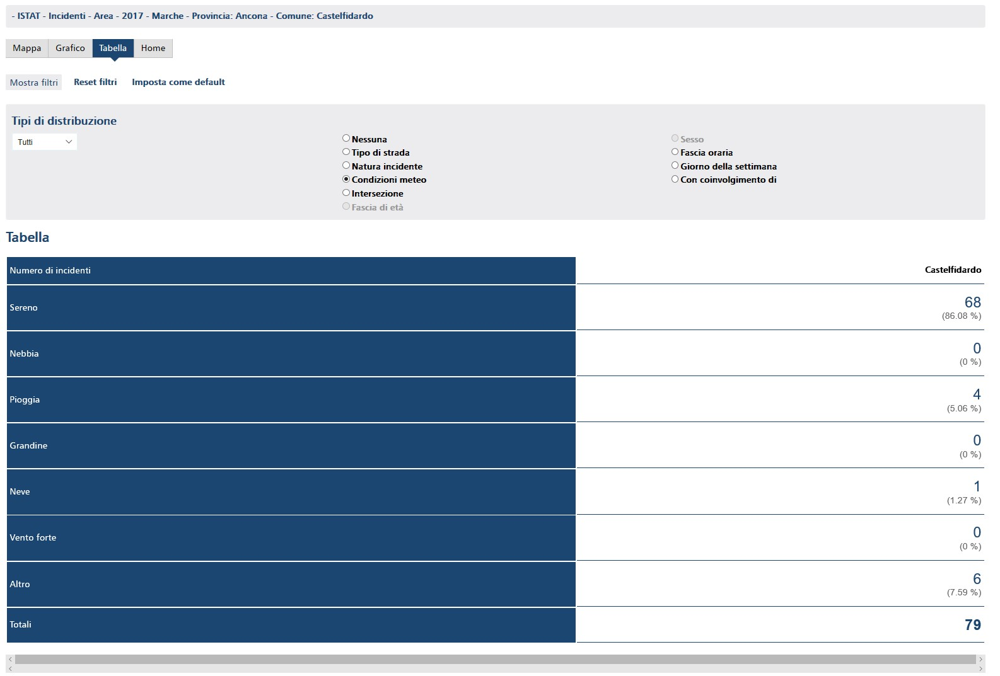 - ISTAT - Incidenti - Area - 2017 - Marche - Provincia: Ancona - Comune: Castelfidardo
Mappa Grafico Tabella Home
Mostra filtri Reset filtri Imposta come default
Tipi di distribuzione
Tutti
Nessuna
Tipo di strada
Natura incidente
Condizioni meteo
Intersezione
Fascia di età
Sesso
Fascia oraria
Giorno della settimana
Con coinvolgimento di
Tabella
Numero di incidenti Castelfidardo
Sereno 68
(86.08 %)
Nebbia 0
(0 %)
Pioggia 4
(5.06 %)
Grandine 0
(0 %)
Neve 1
(1.27 %)
Vento forte 0
(0 %)
Altro 6
(7.59 %)
Totali 79